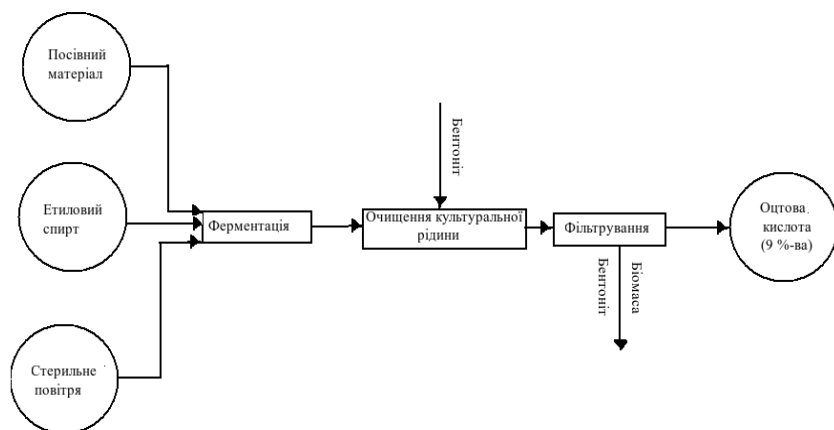 Посівний
матеріал
Етиловий
спирт
Стерильне
повітря
Ферментація
Бентоніт
Очищення культуральної
рідини
Фільтрування
Бентоніт
Біомаса
Оцтова
кислота
(9 %-ва)